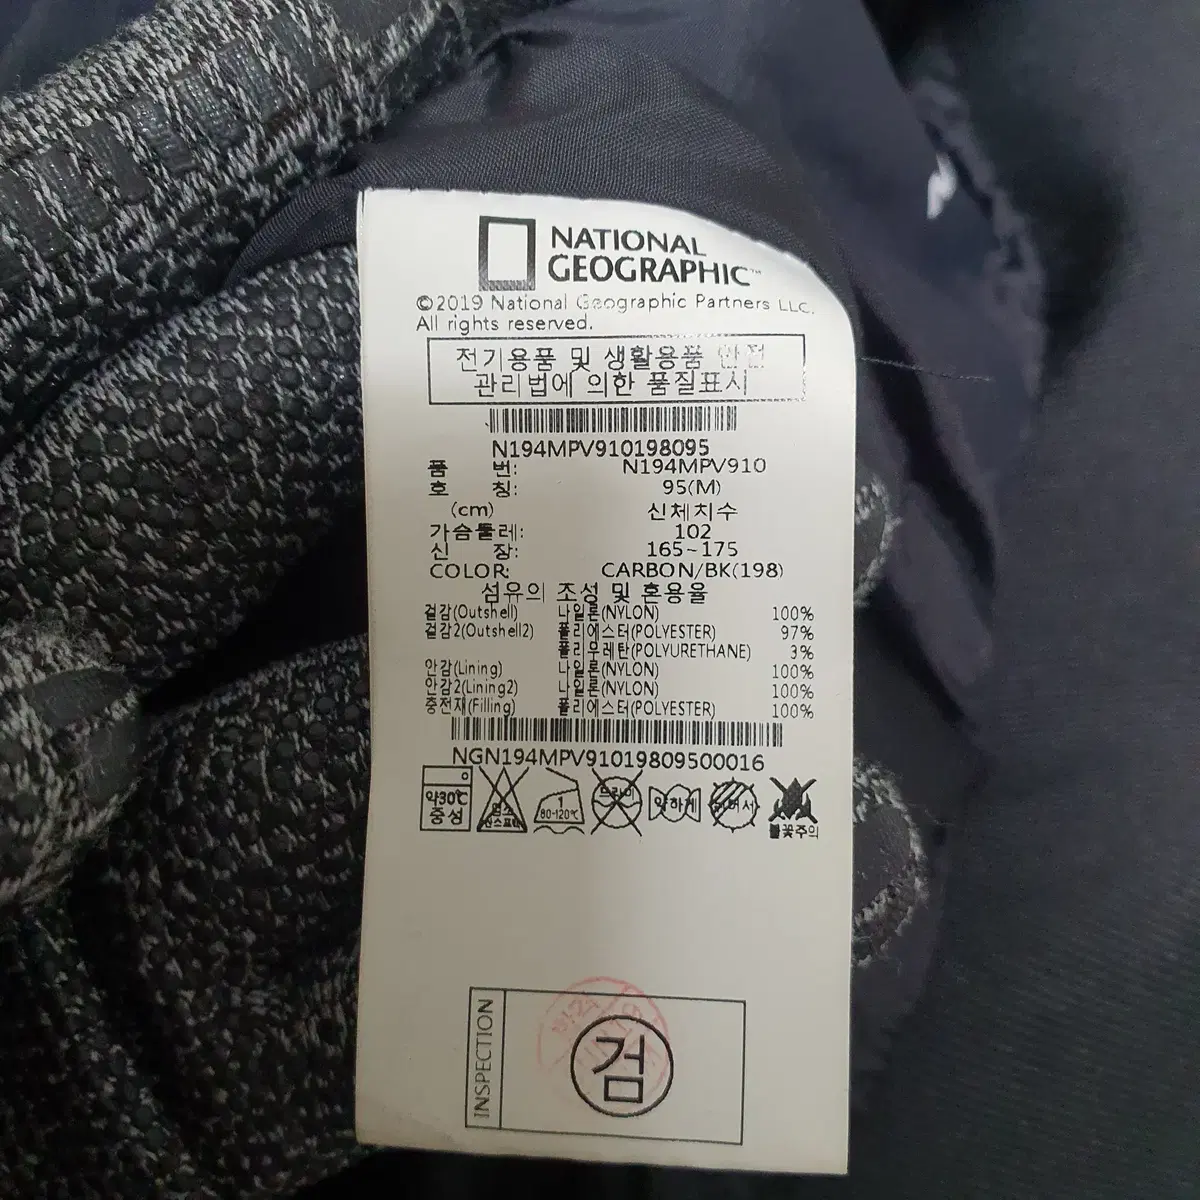 NATIONAL
GEOGRAPHIC™
©2019 National Geographic Partners LLC.
All rights reserved.
전기용품 및 생활용품 안전
관리법에 의한 품질표시
N194MPV910198095
품 번: N194MPV910
호 칭: 95(M)
(cm) 신체치수
가슴둘레: 102
신 장: 165~175
COLOR: CARBON/BK(198)
섬유의 조성 및 혼용율
겉감(Outshell) 나일론(NYLON) 100%
겉감2(Outshell2) 폴리에스터(POLYESTER) 97%
폴리우레탄(POLYURETHANE) 3%
안감(Lining) 나일론(NYLON) 100%
안감2(Lining2) 나일론(NYLON) 100%
충전재(Filling) 폴리에스터(POLYESTER) 100%
NGN194MPV91019809500016
약30℃
중성
염소
산소표백
1
80-120℃
드라이
약하게
불꽃주의
INSPECTION
검